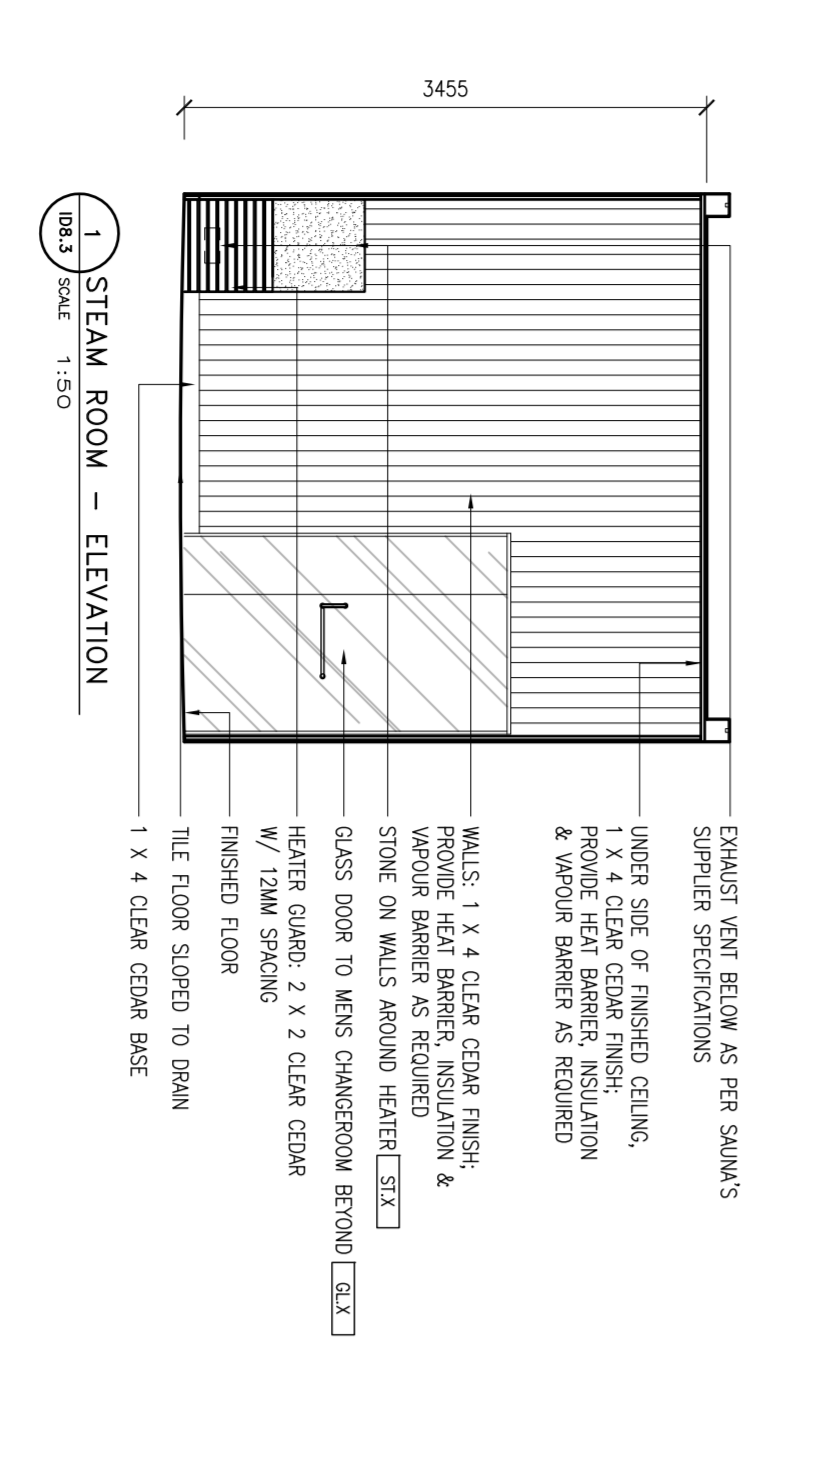 3455
EXHAUST VENT BELOW AS PER SAUNA'S
SUPPLIER SPECIFICATIONS
UNDER SIDE OF FINISHED CEILING,
1 X 4 CLEAR CEDAR FINISH;
PROVIDE HEAT BARRIER, INSULATION
& VAPOUR BARRIER AS REQUIRED
WALLS: 1 X 4 CLEAR CEDAR FINISH;
PROVIDE HEAT BARRIER, INSULATION &
VAPOUR BARRIER AS REQUIRED
STONE ON WALLS AROUND HEATER ST.X
GLASS DOOR TO MENS CHANGEROOM BEYOND GL.X
HEATER GUARD: 2 X 2 CLEAR CEDAR
W/ 12MM SPACING
FINISHED FLOOR
TILE FLOOR SLOPED TO DRAIN
1 X 4 CLEAR CEDAR BASE
1
ID8.3
STEAM ROOM - ELEVATION
SCALE 1:50